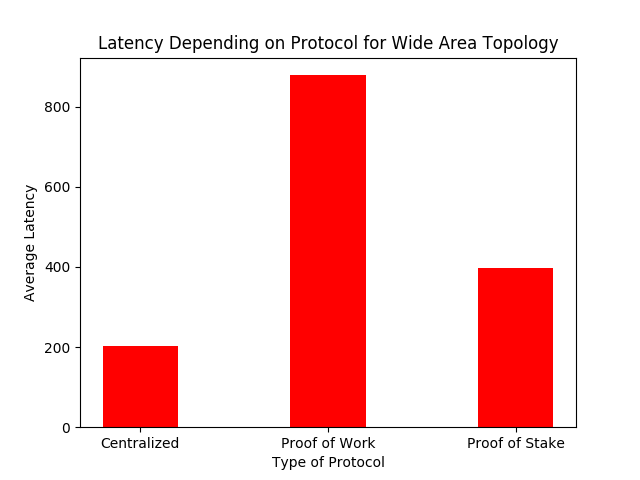 Latency Depending on Protocol for Wide Area Topology
Average Latency
800
600
400
200
0
Centralized
Proof of Work
Proof of Stake
Type of Protocol